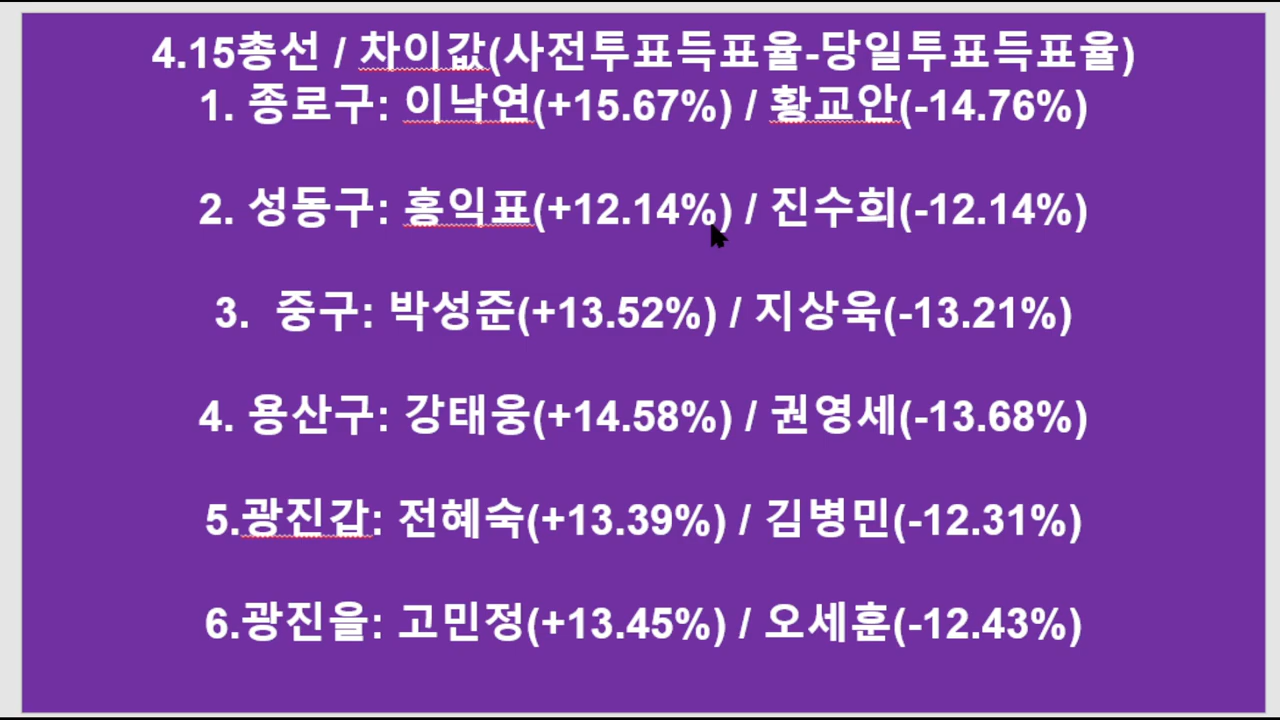 4.15총선 / 차이값(사전투표득표율-당일투표득표율)
1. 종로구: 이낙연(+15.67%) / 황교안(-14.76%)
2. 성동구: 홍익표(+12.14%) / 진수희(-12.14%)
3. 중구: 박성준(+13.52%) / 지상욱(-13.21%)
4. 용산구: 강태웅(+14.58%) / 권영세(-13.68%)
5.광진갑: 전혜숙(+13.39%) / 김병민(-12.31%)
6.광진을: 고민정(+13.45%) / 오세훈(-12.43%)